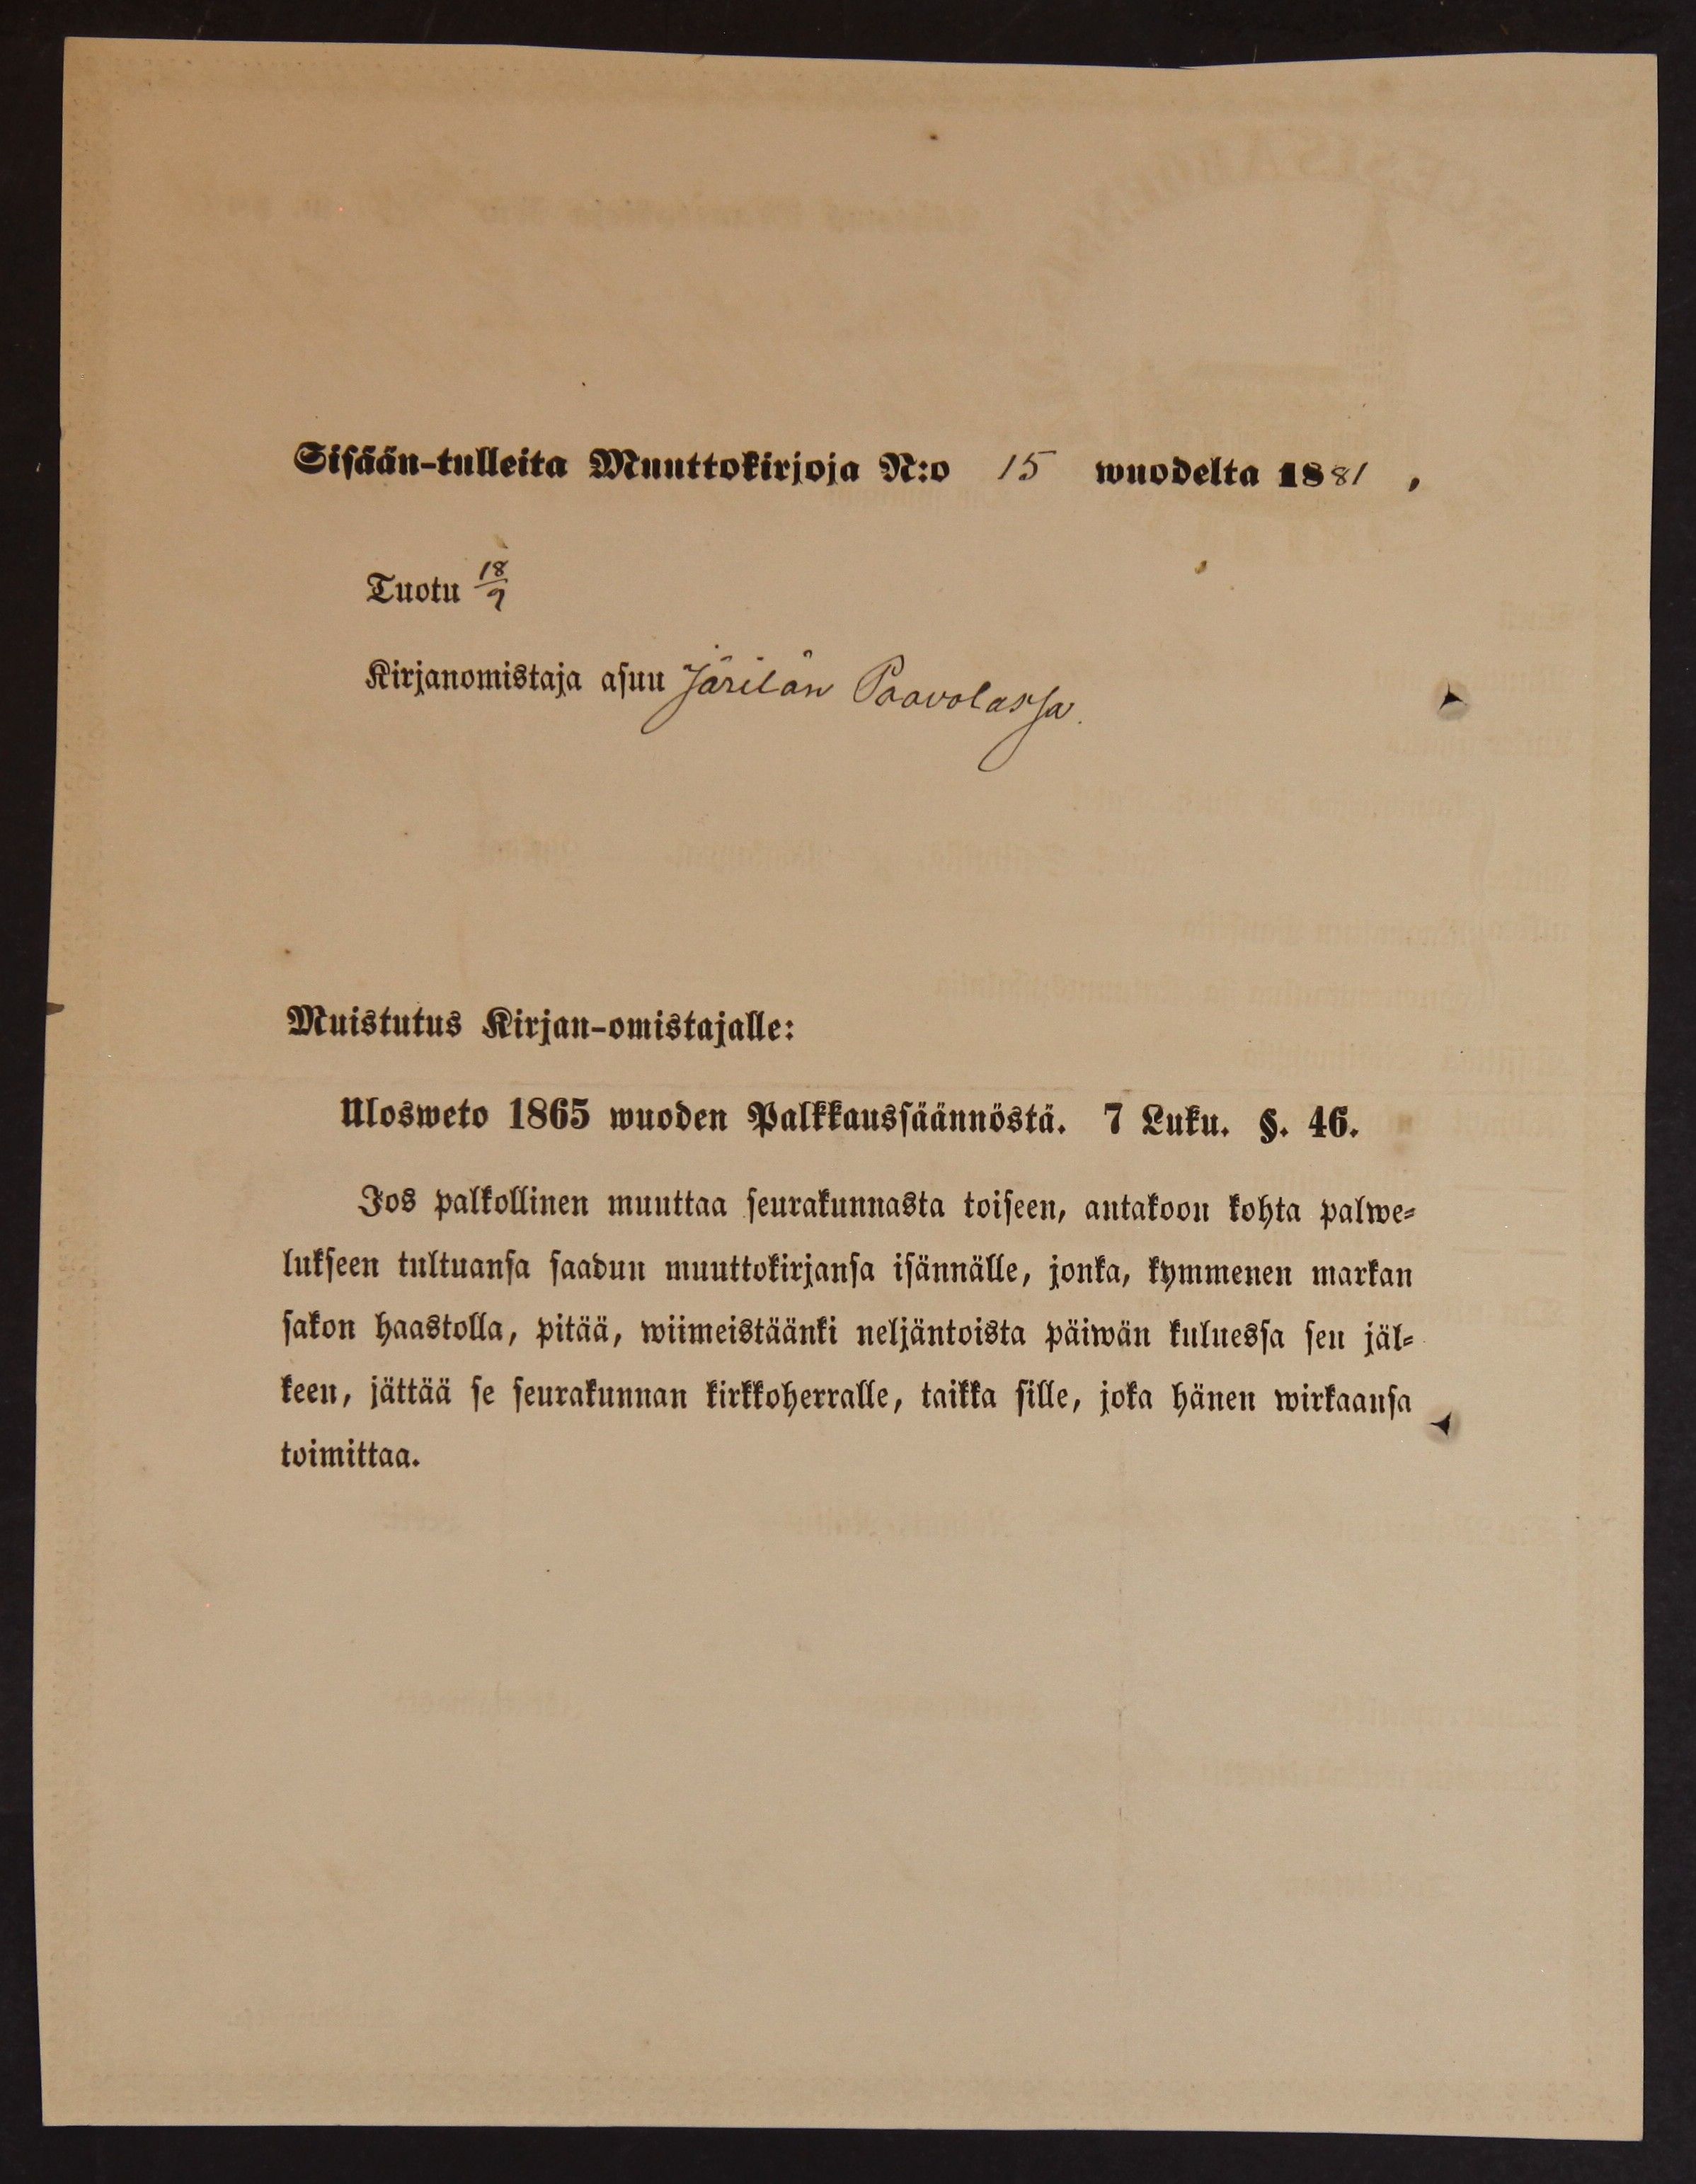 Sisään-tulleita Muuttokirjoja N:o 15 wuodelta 1881,
Tuotu 18/9
Kirjanomistaja asuu Järilän Paavolassa.
Muistutus Kirjan-omistajalle:
Ulosweto 1865 wuoden Palkkaussäännöstä. 7 Luku. §. 46.
Jos palkollinen muuttaa seurakunnasta toiseen, antakoon kohta palwe-
lukseen tultuansa saadun muuttokirjansa isännälle, jonka, kymmenen markan
sakon haastolla, pitää, wiimeistäänki neljäntoista päiwän kuluessa sen jäl-
keen, jättää se seurakunnan kirkkoherralle, taikka sille, joka hänen wirkaansa
toimittaa.